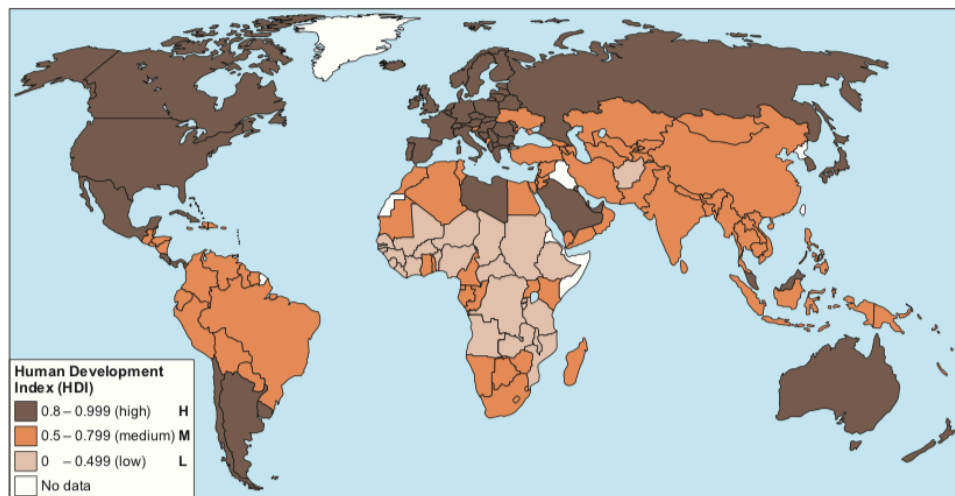 Human Development
Index (HDI)
0.8 – 0.999 (high) H
0.5 – 0.799 (medium) M
0 – 0.499 (low) L
No data